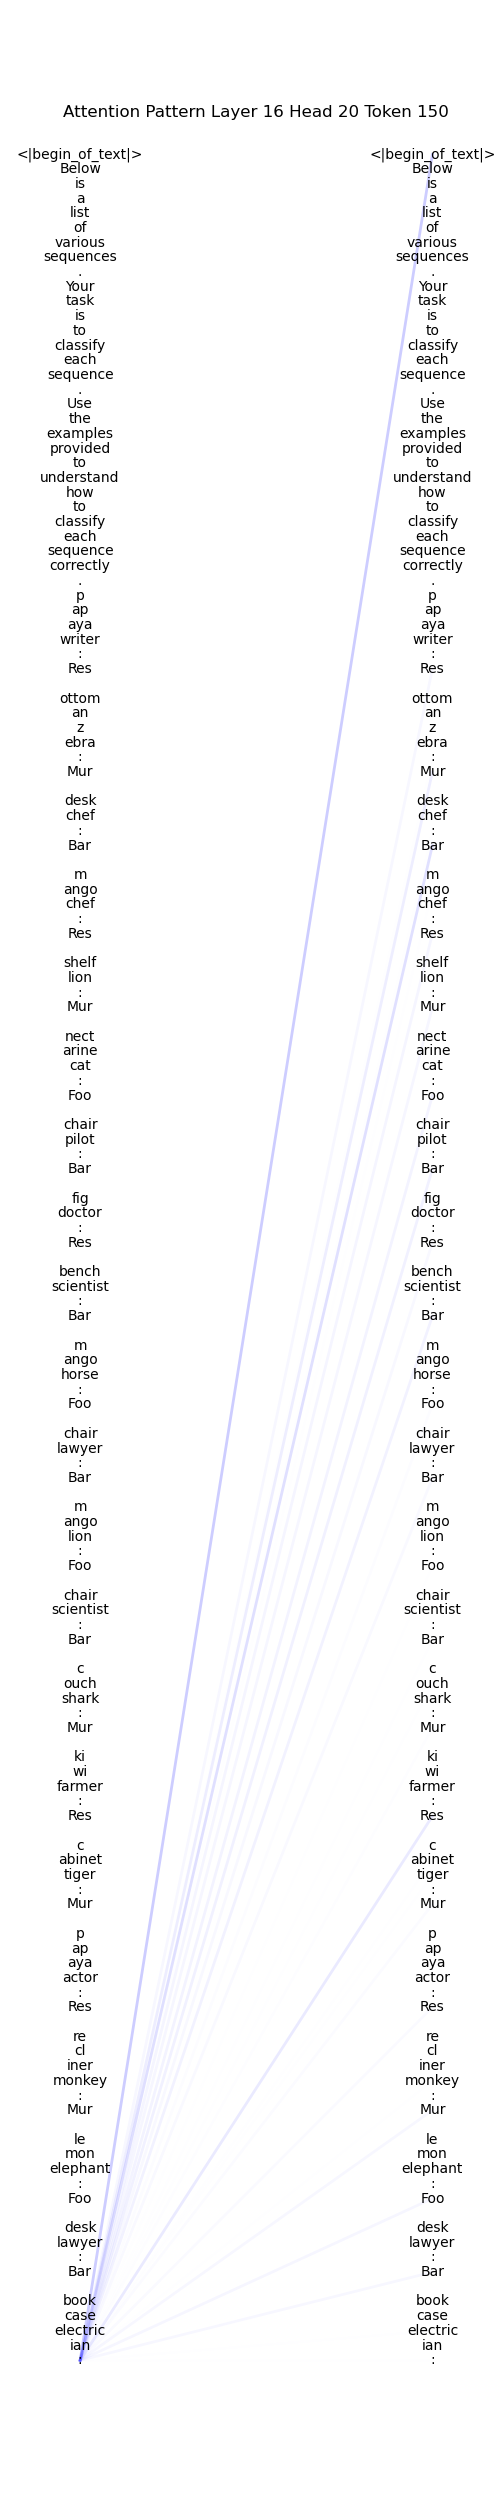 Attention Pattern Layer 16 Head 20 Token 150
<|begin_of_text|>
Below
is
a
list
of
various
sequences
.
Your
task
is
to
classify
each
sequence
.
Use
the
examples
provided
to
understand
how
to
classify
each
sequence
correctly
.
p
ap
aya
writer
:
Res
ottom
an
z
ebra
:
Mur
desk
chef
:
Bar
m
ango
chef
:
Res
shelf
lion
:
Mur
nect
arine
cat
:
Foo
chair
pilot
:
Bar
fig
doctor
:
Res
bench
scientist
:
Bar
m
ango
horse
:
Foo
chair
lawyer
:
Bar
m
ango
lion
:
Foo
chair
scientist
:
Bar
c
ouch
shark
:
Mur
ki
wi
farmer
:
Res
c
abinet
tiger
:
Mur
p
ap
aya
actor
:
Res
re
cl
iner
monkey
:
Mur
le
mon
elephant
:
Foo
desk
lawyer
:
Bar
book
case
electric
ian
:
<|begin_of_text|>
Below
is
a
list
of
various
sequences
.
Your
task
is
to
classify
each
sequence
.
Use
the
examples
provided
to
understand
how
to
classify
each
sequence
correctly
.
p
ap
aya
writer
:
Res
ottom
an
z
ebra
:
Mur
desk
chef
:
Bar
m
ango
chef
:
Res
shelf
lion
:
Mur
nect
arine
cat
:
Foo
chair
pilot
:
Bar
fig
doctor
:
Res
bench
scientist
:
Bar
m
ango
horse
:
Foo
chair
lawyer
:
Bar
m
ango
lion
:
Foo
chair
scientist
:
Bar
c
ouch
shark
:
Mur
ki
wi
farmer
:
Res
c
abinet
tiger
:
Mur
p
ap
aya
actor
:
Res
re
cl
iner
monkey
:
Mur
le
mon
elephant
:
Foo
desk
lawyer
:
Bar
book
case
electric
ian
: